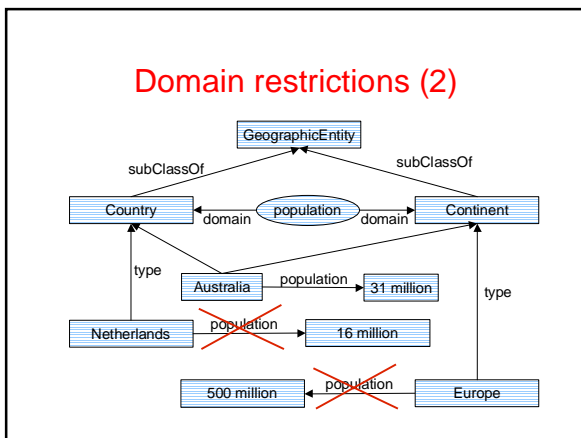 Domain restrictions (2)
GeographicEntity
subClassOf
subClassOf
Country
population
Continent
domain
domain
type
population
type
Australia
31 million
Netherlands
population
16 million
500 million
population
Europe